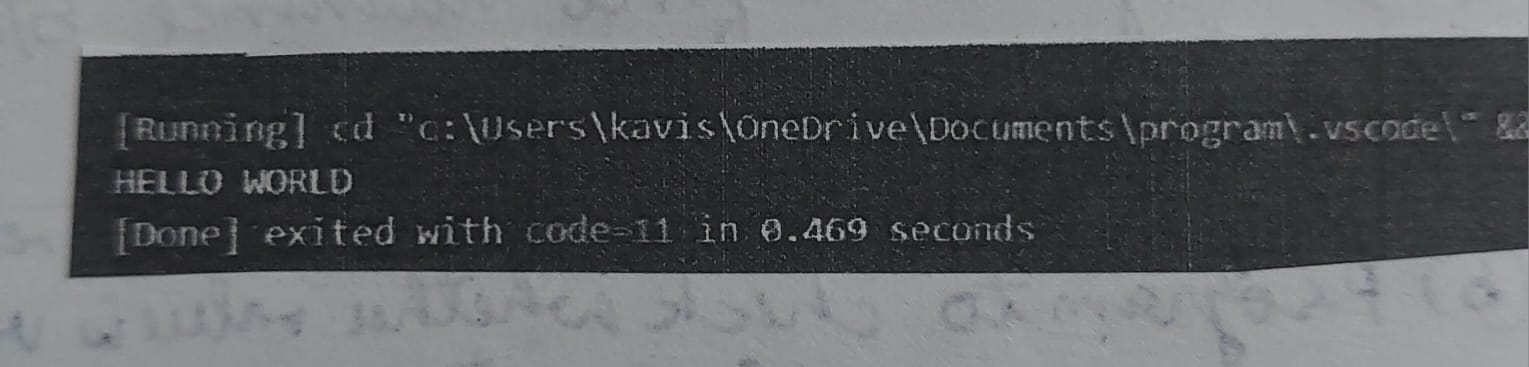 [Running] cd "c:\Users\kavis\OneDrive\Documents\program\.vscode\" &&
HELLO WORLD
[Done] exited with code=11 in 0.469 seconds